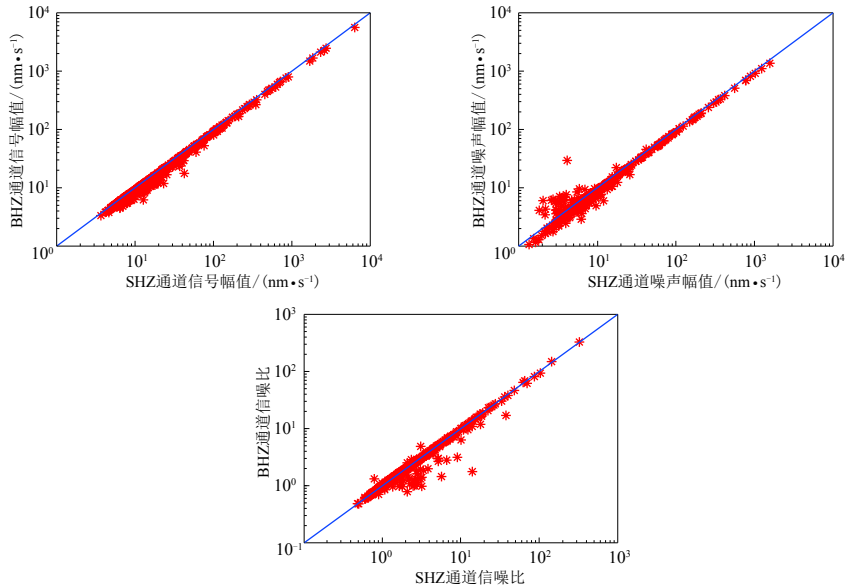 10⁴
10³
10²
10¹
10⁰
BHZ通道信号幅值/(nm•s⁻¹)
10¹ 10² 10³ 10⁴
SHZ通道信号幅值/(nm•s⁻¹)
10⁴
10³
10²
10¹
10⁰
BHZ通道噪声幅值/(nm•s⁻¹)
10¹ 10² 10³ 10⁴
SHZ通道噪声幅值/(nm•s⁻¹)
10³
10²
10¹
10⁰
10⁻¹
BHZ通道信噪比
10⁰ 10¹ 10² 10³
SHZ通道信噪比